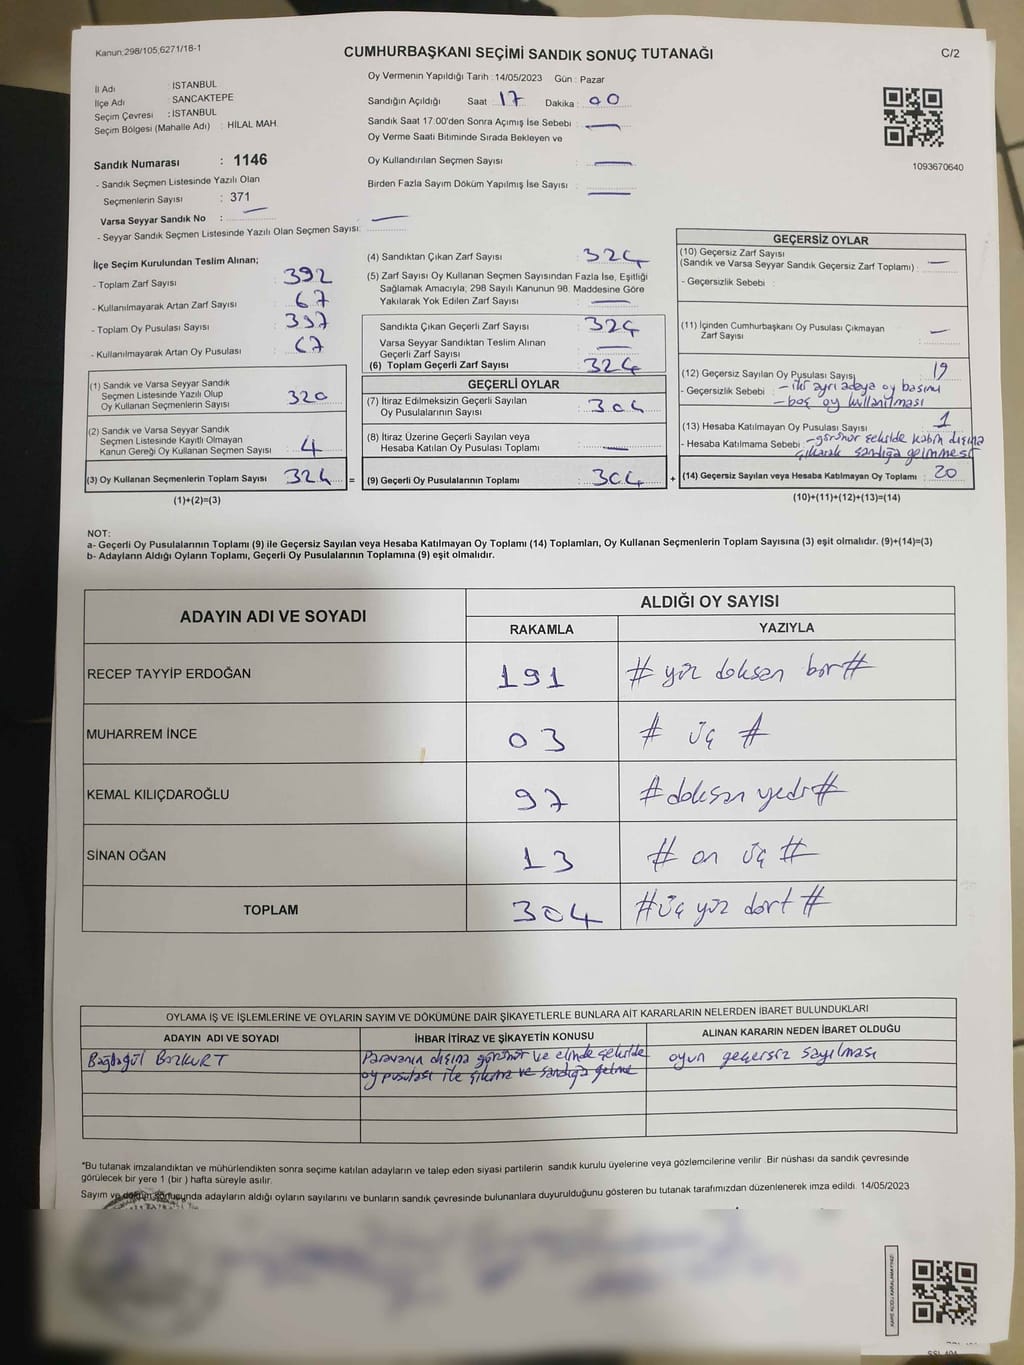 Kanun:298/105,6271/18-1
CUMHURBAŞKANI SEÇİMİ SANDIK SONUÇ TUTANAĞI
C/2
İl Adı : İSTANBUL
İlçe Adı : SANCAKTEPE
Seçim Çevresi : İSTANBUL
Seçim Bölgesi (Mahalle Adı) : HİLAL MAH.
Sandık Numarası : 1146
- Sandık Seçmen Listesinde Yazılı Olan
Seçmenlerin Sayısı : 371
Varsa Seyyar Sandık No :
- Seyyar Sandık Seçmen Listesinde Yazılı Olan Seçmen Sayısı:
Oy Vermenin Yapıldığı Tarih : 14/05/2023 Gün : Pazar
Sandığın Açıldığı Saat 17 Dakika : 00
Sandık Saat 17.00'den Sonra Açımış İse Sebebi :
Oy Verme Saati Bitiminde Sırada Bekleyen ve
Oy Kullandırılan Seçmen Sayısı :
Birden Fazla Sayım Döküm Yapılmış İse Sayısı :
1093670640
İlçe Seçim Kurulundan Teslim Alınan;
- Toplam Zarf Sayısı : 392
- Kullanılmayarak Artan Zarf Sayısı : 67
- Toplam Oy Pusulası Sayısı : 397
- Kullanılmayarak Artan Oy Pusulası : 67
(1) Sandık ve Varsa Seyyar Sandık
Seçmen Listesinde Yazılı Olup
Oy Kullanan Seçmenlerin Sayısı : 320
(2) Sandık ve Varsa Seyyar Sandık
Seçmen Listesinde Kayıtlı Olmayan
Kanun Gereği Oy Kullanan Seçmen Sayısı : 4
(3) Oy Kullanan Seçmenlerin Toplam Sayısı : 324 =
(1)+(2)=(3)
(4) Sandıktan Çıkan Zarf Sayısı : 324
(5) Zarf Sayısı Oy Kullanan Seçmen Sayısından Fazla İse, Eşitliği
Sağlamak Amacıyla; 298 Sayılı Kanunun 98. Maddesine Göre
Yakılarak Yok Edilen Zarf Sayısı :
Sandıkta Çıkan Geçerli Zarf Sayısı : 324
Varsa Seyyar Sandıktan Teslim Alınan
Geçerli Zarf Sayısı :
(6) Toplam Geçerli Zarf Sayısı : 324
GEÇERLİ OYLAR
(7) İtiraz Edilmeksizin Geçerli Sayılan
Oy Pusulalarının Sayısı : 304
(8) İtiraz Üzerine Geçerli Sayılan veya
Hesaba Katılan Oy Pusulaları Toplamı :
(9) Geçerli Oy Pusulalarının Toplamı : 304 +
GEÇERSİZ OYLAR
(10) Geçersiz Zarf Sayısı
(Sandık ve Varsa Seyyar Sandık Geçersiz Zarf Toplamı) :
- Geçersizlik Sebebi :
(11) İçinden Cumhurbaşkanı Oy Pusulası Çıkmayan
Zarf Sayısı :
(12) Geçersiz Sayılan Oy Pusulası Sayısı : 19
- Geçersizlik Sebebi : - iki ayrı adaya oy basımı
- boş oy kullanılması
(13) Hesaba Katılmayan Oy Pusulası Sayısı : 1
- Hesaba Katılmama Sebebi : - görünür şekilde kabin dışına
çıkarak sandığa gelinmesi
(14) Geçersiz Sayılan veya Hesaba Katılmayan Oy Toplamı : 20
(10)+(11)+(12)+(13)=(14)
NOT:
a- Geçerli Oy Pusulalarının Toplamı (9) ile Geçersiz Sayılan veya Hesaba Katılmayan Oy Toplamı (14) Toplamları, Oy Kullanan Seçmenlerin Toplam Sayısına (3) eşit olmalıdır. (9)+(14)=(3)
b- Adayların Aldığı Oyların Toplamı, Geçerli Oy Pusulalarının Toplamına (9) eşit olmalıdır.
ADAYIN ADI VE SOYADI
ALDIĞI OY SAYISI
RAKAMLA YAZIYLA
RECEP TAYYİP ERDOĞAN 191 # yüz doksan bir #
MUHARREM İNCE 03 # üç #
KEMAL KILIÇDAROĞLU 97 # doksan yedi #
SİNAN OĞAN 13 # on üç #
TOPLAM 304 # üç yüz dört #
OYLAMA İŞ VE İŞLEMLERİNE VE OYLARIN SAYIM VE DÖKÜMÜNE DAİR ŞİKAYETLERLE BUNLARA AİT KARARLARIN NELERDEN İBARET BULUNDUKLARI
ADAYIN ADI VE SOYADI İHBAR İTİRAZ VE ŞİKAYETİN KONUSU ALINAN KARARIN NEDEN İBARET OLDUĞU
BOZKURT Paravanın dışına görünür ve elinde şekilde oyun geçersiz sayılması
oy pusulası ile çıkma ve sandığa gelme
"Bu tutanak imzalandıktan ve mühürlendikten sonra seçime katılan adayların ve talep eden siyasi partilerin sandık kurulu üyelerine veya gözlemcilerine verilir .Bir nüshası da sandık çevresinde
görülecek bir yere 1 (bir ) hafta süreyle asılır.
Sayım ve döküm sonucunda adayların aldığı oyların sayılarını ve bunların sandık çevresinde bulunanlara duyurulduğunu gösteren bu tutanak tarafımızdan düzenlenerek imza edildi. 14/05/2023